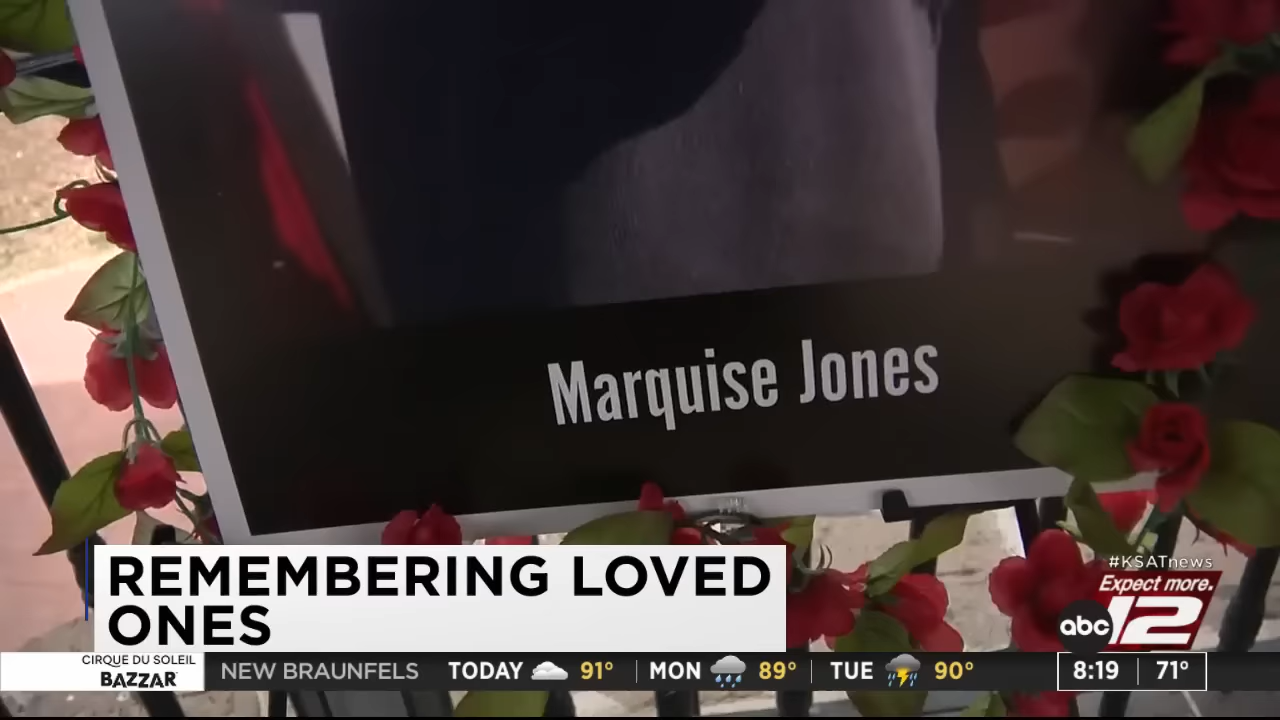 Marquise Jones
REMEMBERING LOVED
ONES
#KSATnews
Expect more.
abc 12
CIRQUE DU SOLEIL
BAZZAR
NEW BRAUNFELS TODAY 91° MON 89° TUE 90° 8:19 71°